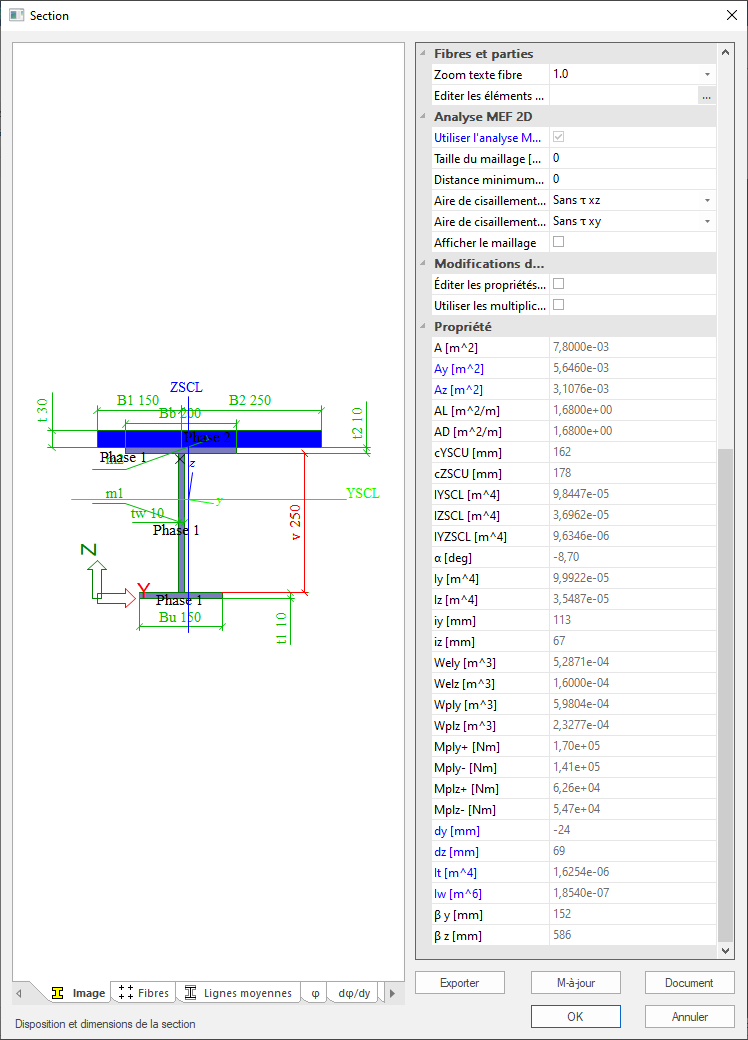 Section
ZSCL
B1 150
B2 250
Bb 200
t 30
t2 10
Phase 2
Phase 1
m2
z
m1
YSCL
y
tw 10
Phase 1
v 250
Z
Y
Phase 1
Bu 150
t1 10
Fibres et parties
Zoom texte fibre 1.0
Editer les éléments ... ...
Analyse MEF 2D
Utiliser l'analyse M...
Taille du maillage [... 0
Distance minimum... 0
Aire de cisaillement... Sans τ xz
Aire de cisaillement... Sans τ xy
Afficher le maillage
Modifications d...
Éditer les propriétés...
Utiliser les multiplic...
Propriété
A [m^2] 7,8000e-03
Ay [m^2] 5,6460e-03
Az [m^2] 3,1076e-03
AL [m^2/m] 1,6800e+00
AD [m^2/m] 1,6800e+00
cYSCU [mm] 162
cZSCU [mm] 178
IYSCL [m^4] 9,8447e-05
IZSCL [m^4] 3,6962e-05
IYZSCL [m^4] 9,6346e-06
α [deg] -8,70
Iy [m^4] 9,9922e-05
Iz [m^4] 3,5487e-05
iy [mm] 113
iz [mm] 67
Wely [m^3] 5,2871e-04
Welz [m^3] 1,6000e-04
Wply [m^3] 5,9804e-04
Wplz [m^3] 2,3277e-04
Mply+ [Nm] 1,70e+05
Mply- [Nm] 1,41e+05
Mplz+ [Nm] 6,26e+04
Mplz- [Nm] 5,47e+04
dy [mm] -24
dz [mm] 69
It [m^4] 1,6254e-06
Iw [m^6] 1,8540e-07
β y [mm] 152
β z [mm] 586
Image Fibres Lignes moyennes φ dφ/dy
Exporter M-à-jour Document
Disposition et dimensions de la section
OK Annuler